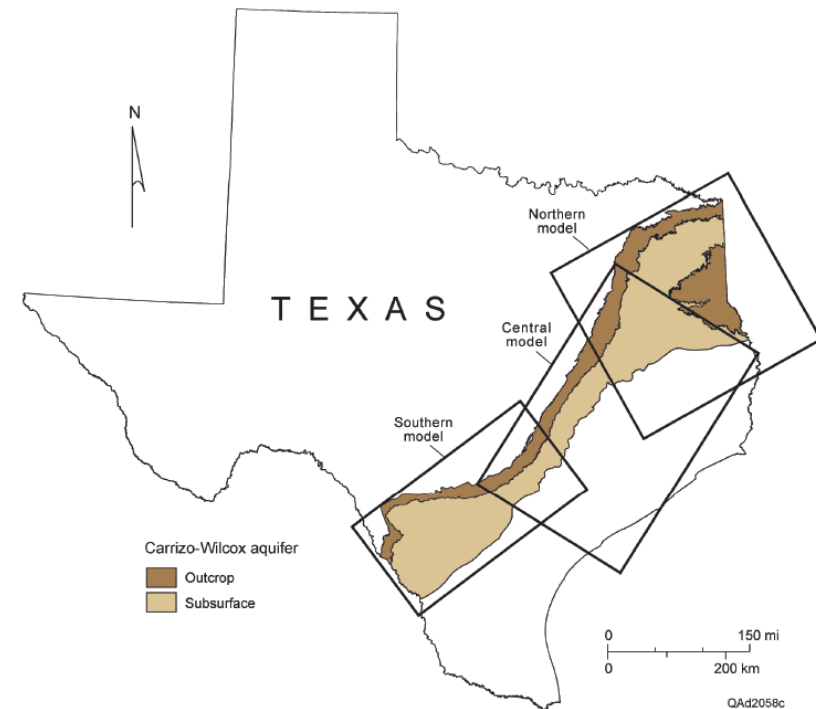 N
Northern
model
TEXAS
Central
model
Southern
model
Carrizo-Wilcox aquifer
Outcrop
Subsurface
0 150 mi
0 200 km
QAd2058c